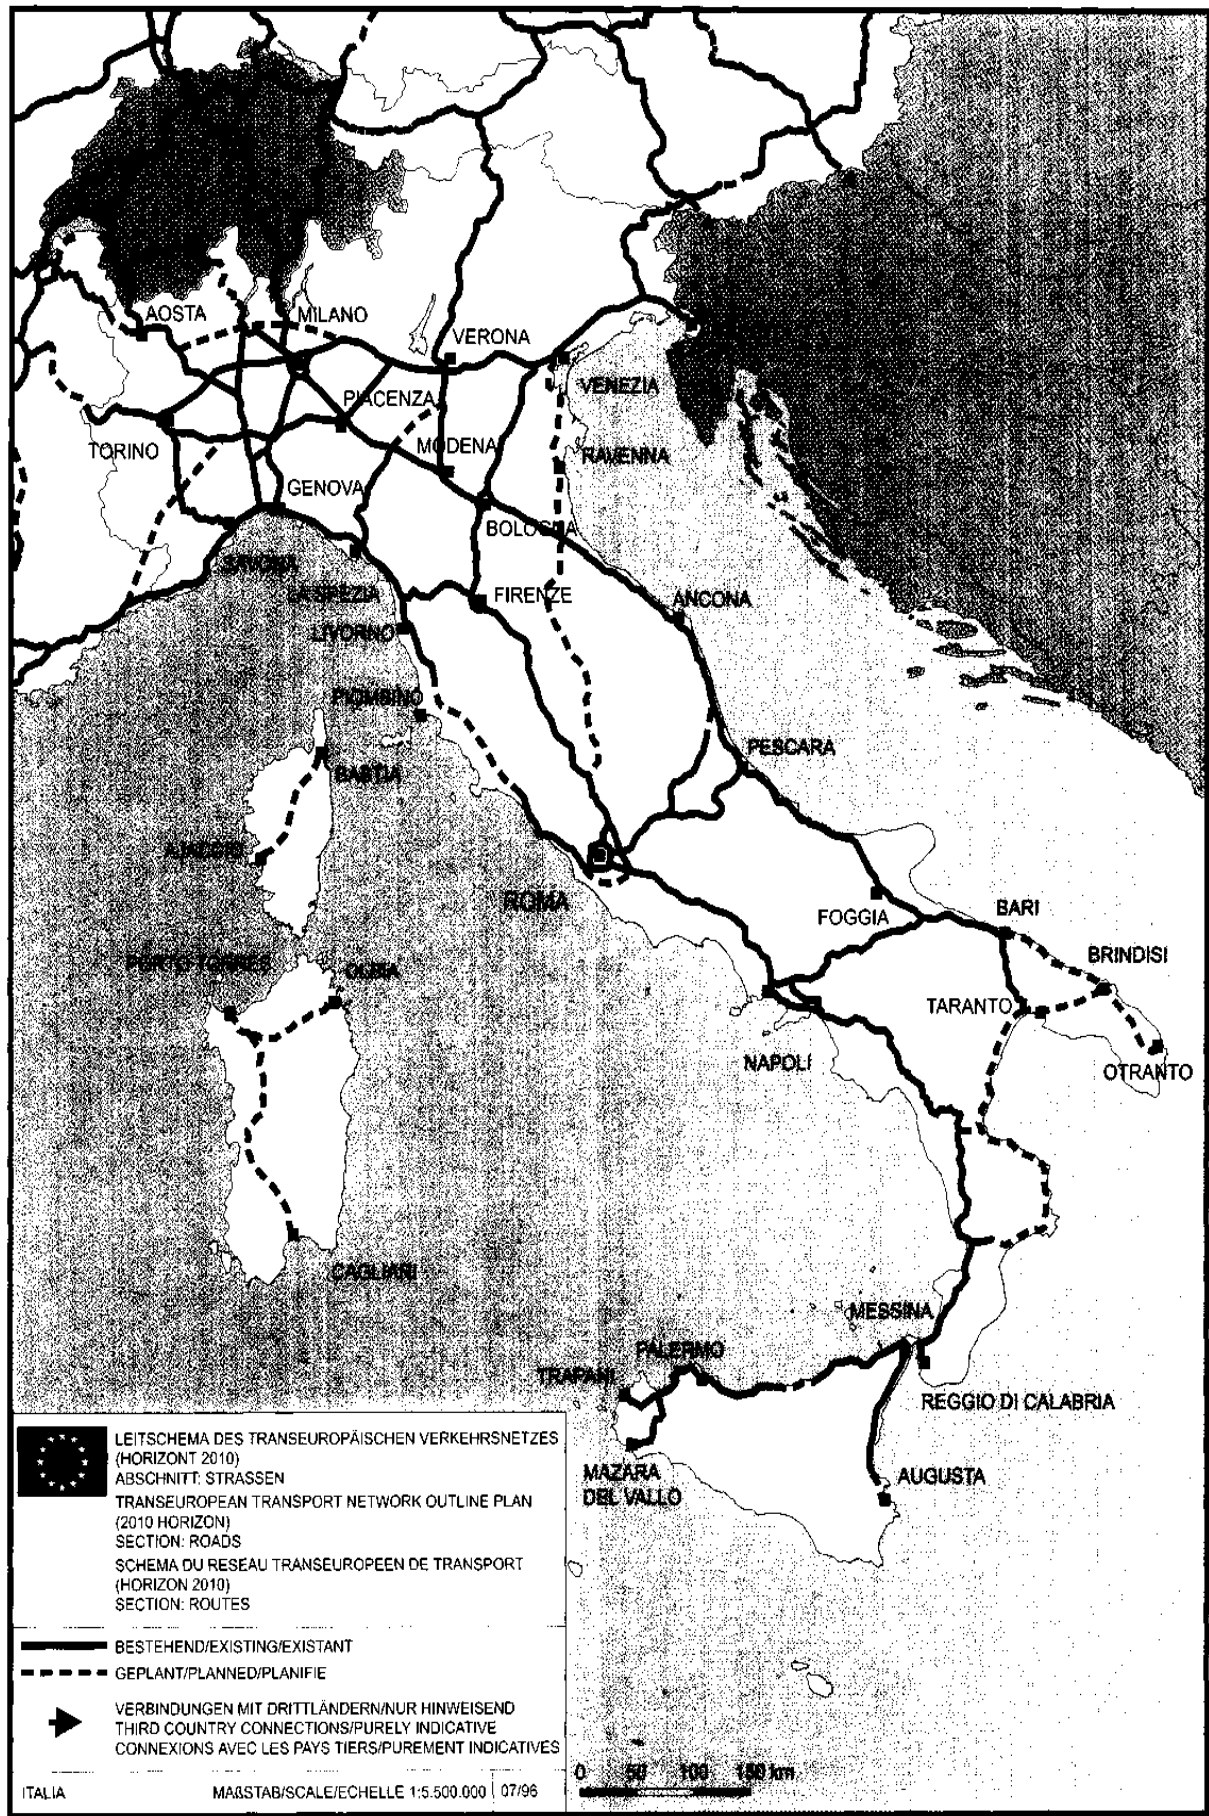 AOSTA
MILANO
VERONA
VENEZIA
PIACENZA
MODENA
TORINO
RAVENNA
GENOVA
BOLOGNA
SAVONA
LA SPEZIA
FIRENZE
ANCONA
LIVORNO
PIOMBINO
PESCARA
BASTIA
AJACCIO
ROMA
FOGGIA
BARI
BRINDISI
PORTO TORRES
OLBIA
TARANTO
NAPOLI
OTRANTO
CAGLIARI
MESSINA
PALERMO
TRAPANI
REGGIO DI CALABRIA
MAZARA
DEL VALLO
AUGUSTA
LEITSCHEMA DES TRANSEUROPÄISCHEN VERKEHRSNETZES
(HORIZONT 2010)
ABSCHNITT: STRASSEN
TRANSEUROPEAN TRANSPORT NETWORK OUTLINE PLAN
(2010 HORIZON)
SECTION: ROADS
SCHEMA DU RESEAU TRANSEUROPEEN DE TRANSPORT
(HORIZON 2010)
SECTION: ROUTES
BESTEHEND/EXISTING/EXISTANT
GEPLANT/PLANNED/PLANIFIE
VERBINDUNGEN MIT DRITTLÄNDERN/NUR HINWEISEND
THIRD COUNTRY CONNECTIONS/PURELY INDICATIVE
CONNEXIONS AVEC LES PAYS TIERS/PUREMENT INDICATIVES
ITALIA MAßSTAB/SCALE/ECHELLE 1:5.500.000 07/96
0 50 100 150 km